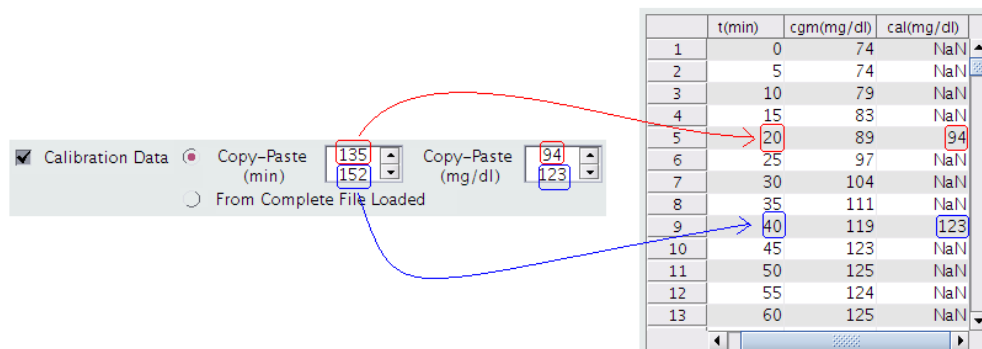 Calibration Data Copy-Paste (min) 135 152 Copy-Paste (mg/dl) 94 123
From Complete File Loaded
t(min) cgm(mg/dl) cal(mg/dl)
1 0 74 NaN
2 5 74 NaN
3 10 79 NaN
4 15 83 NaN
5 20 89 94
6 25 97 NaN
7 30 104 NaN
8 35 111 NaN
9 40 119 123
10 45 123 NaN
11 50 125 NaN
12 55 124 NaN
13 60 125 NaN